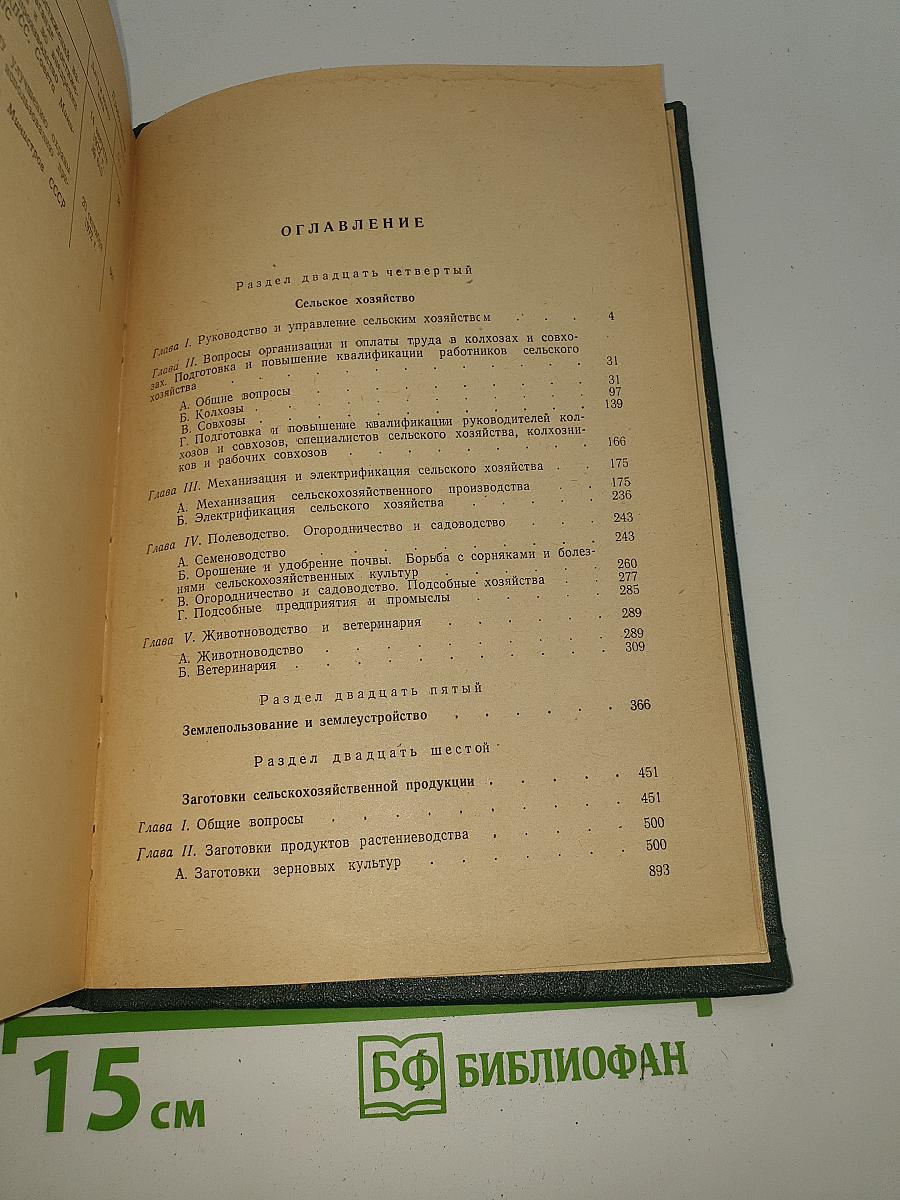 Министров СССР
20 сентября
1972 г.
ОГЛАВЛЕНИЕ
Раздел двадцать четвертый
Сельское хозяйство
Глава I. Руководство и управление сельским хозяйством . . . 4
Глава II. Вопросы организации и оплаты труда в колхозах и совхо-
зах. Подготовка и повышение квалификации работников сельского
хозяйства . . . . . . . . . . . 31
А. Общие вопросы . . . . . . . . . 31
Б. Колхозы . . . . . . . . . . 97
В. Совхозы . . . . . . . . . . 139
Г. Подготовка и повышение квалификации руководителей кол-
хозов и совхозов, специалистов сельского хозяйства, колхозни-
ков и рабочих совхозов . . . . . . . 166
Глава III. Механизация и электрификация сельского хозяйства . . 175
А. Механизация сельскохозяйственного производства . . 175
Б. Электрификация сельского хозяйства . . . . 236
Глава IV. Полеводство. Огородничество и садоводство . . . 243
А. Семеноводство . . . . . . . . . 243
Б. Орошение и удобрение почвы. Борьба с сорняками и болез-
нями сельскохозяйственных культур . . . . . 260
В. Огородничество и садоводство. Подсобные хозяйства . . 277
Г. Подсобные предприятия и промыслы . . . . 285
Глава V. Животноводство и ветеринария . . . . . 289
А. Животноводство . . . . . . . . 289
Б. Ветеринария . . . . . . . . . 309
Раздел двадцать пятый
Землепользование и землеустройство . . . . . 366
Раздел двадцать шестой
Заготовки сельскохозяйственной продукции . . . . . 451
Глава I. Общие вопросы . . . . . . . . 451
Глава II. Заготовки продуктов растениеводства . . . . 500
А. Заготовки зерновых культур . . . . . . 500
893
15 см
БФ БИБЛИОФАН